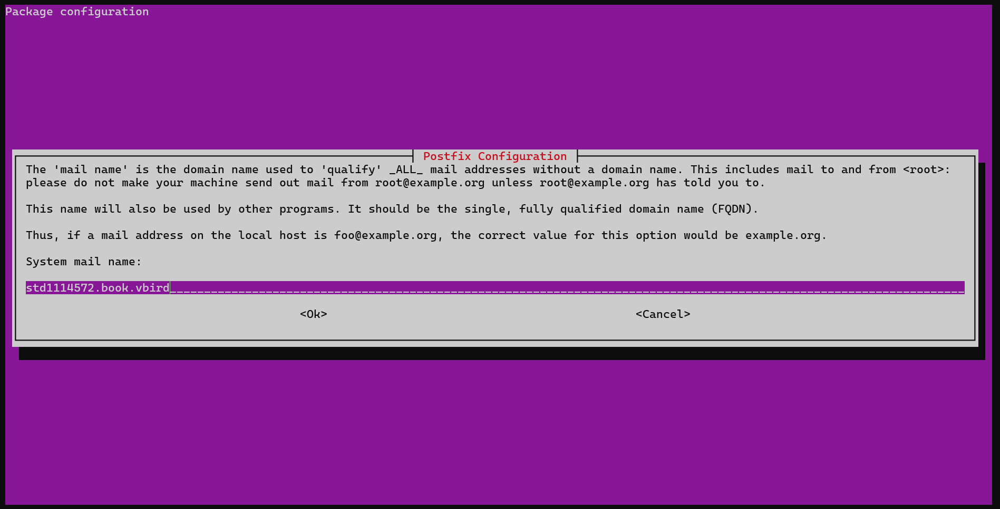 Package configuration
Postfix Configuration
The 'mail name' is the domain name used to 'qualify' _ALL_ mail addresses without a domain name. This includes mail to and from <root>:
please do not make your machine send out mail from root@example.org unless root@example.org has told you to.
This name will also be used by other programs. It should be the single, fully qualified domain name (FQDN).
Thus, if a mail address on the local host is foo@example.org, the correct value for this option would be example.org.
System mail name:
std1114572.book.vbird
<Ok> <Cancel>